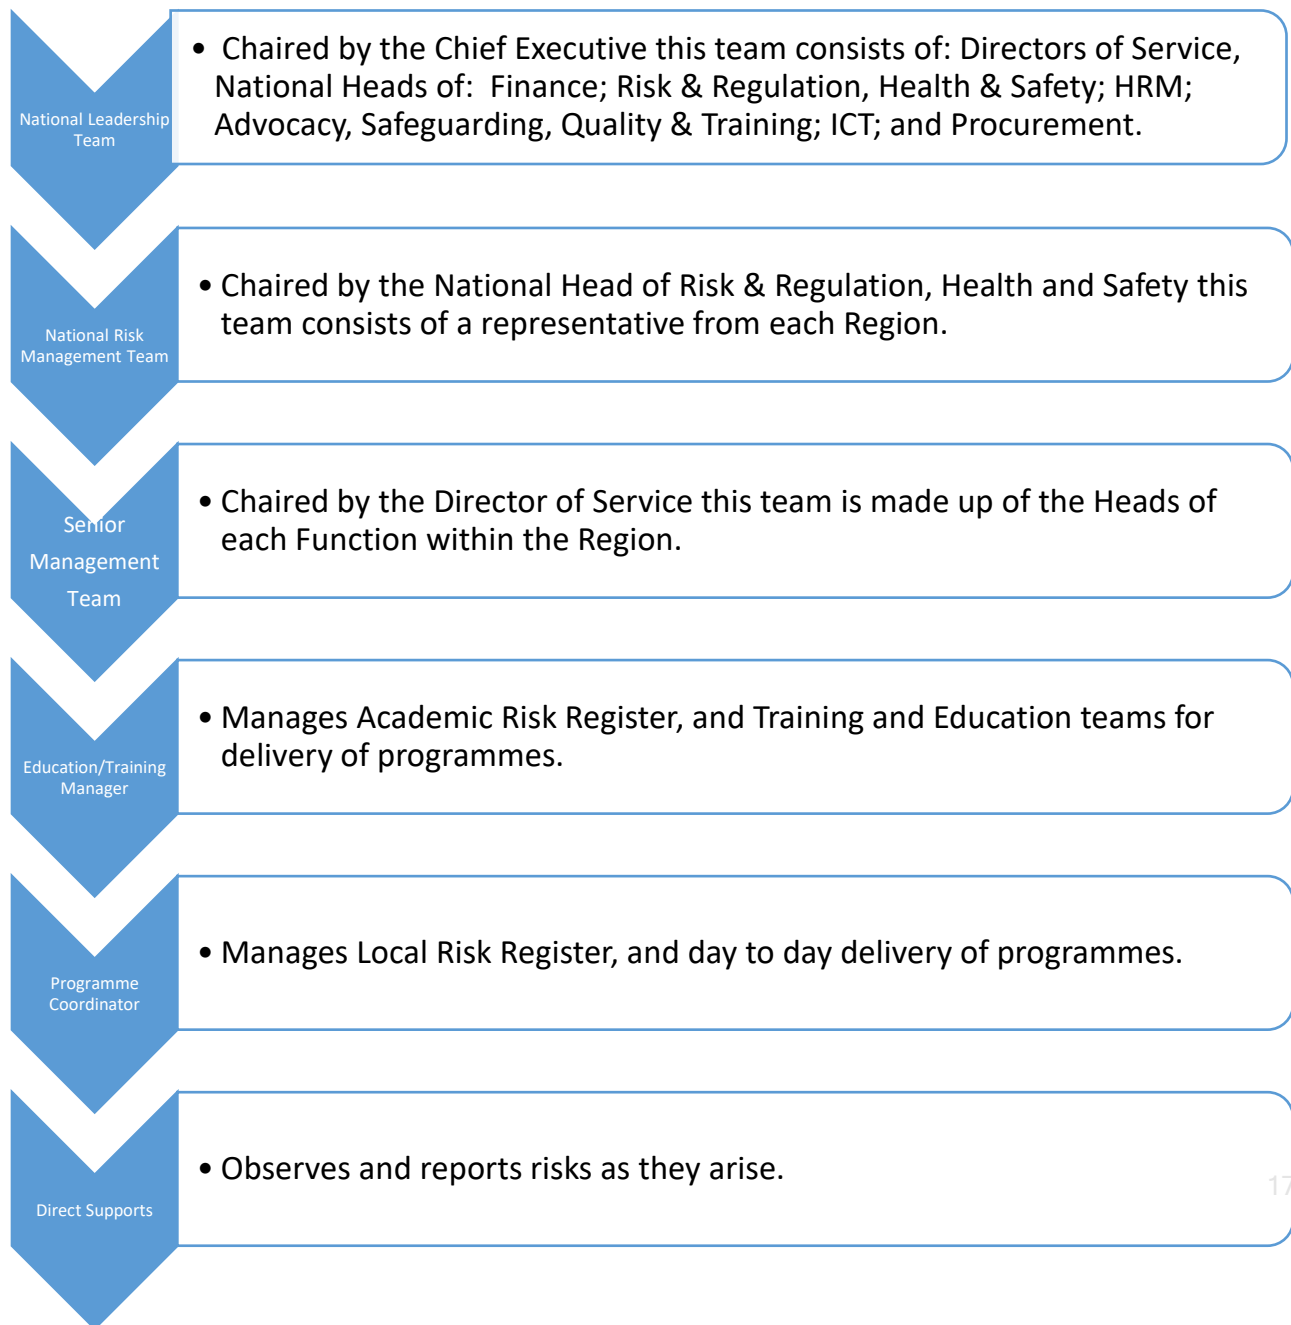 National Leadership
Team
• Chaired by the Chief Executive this team consists of: Directors of Service,
National Heads of: Finance; Risk & Regulation, Health & Safety; HRM;
Advocacy, Safeguarding, Quality & Training; ICT; and Procurement.
National Risk
Management Team
• Chaired by the National Head of Risk & Regulation, Health and Safety this
team consists of a representative from each Region.
Senior
Management
Team
• Chaired by the Director of Service this team is made up of the Heads of
each Function within the Region.
Education/Training
Manager
• Manages Academic Risk Register, and Training and Education teams for
delivery of programmes.
Programme
Coordinator
• Manages Local Risk Register, and day to day delivery of programmes.
Direct Supports
• Observes and reports risks as they arise.
17